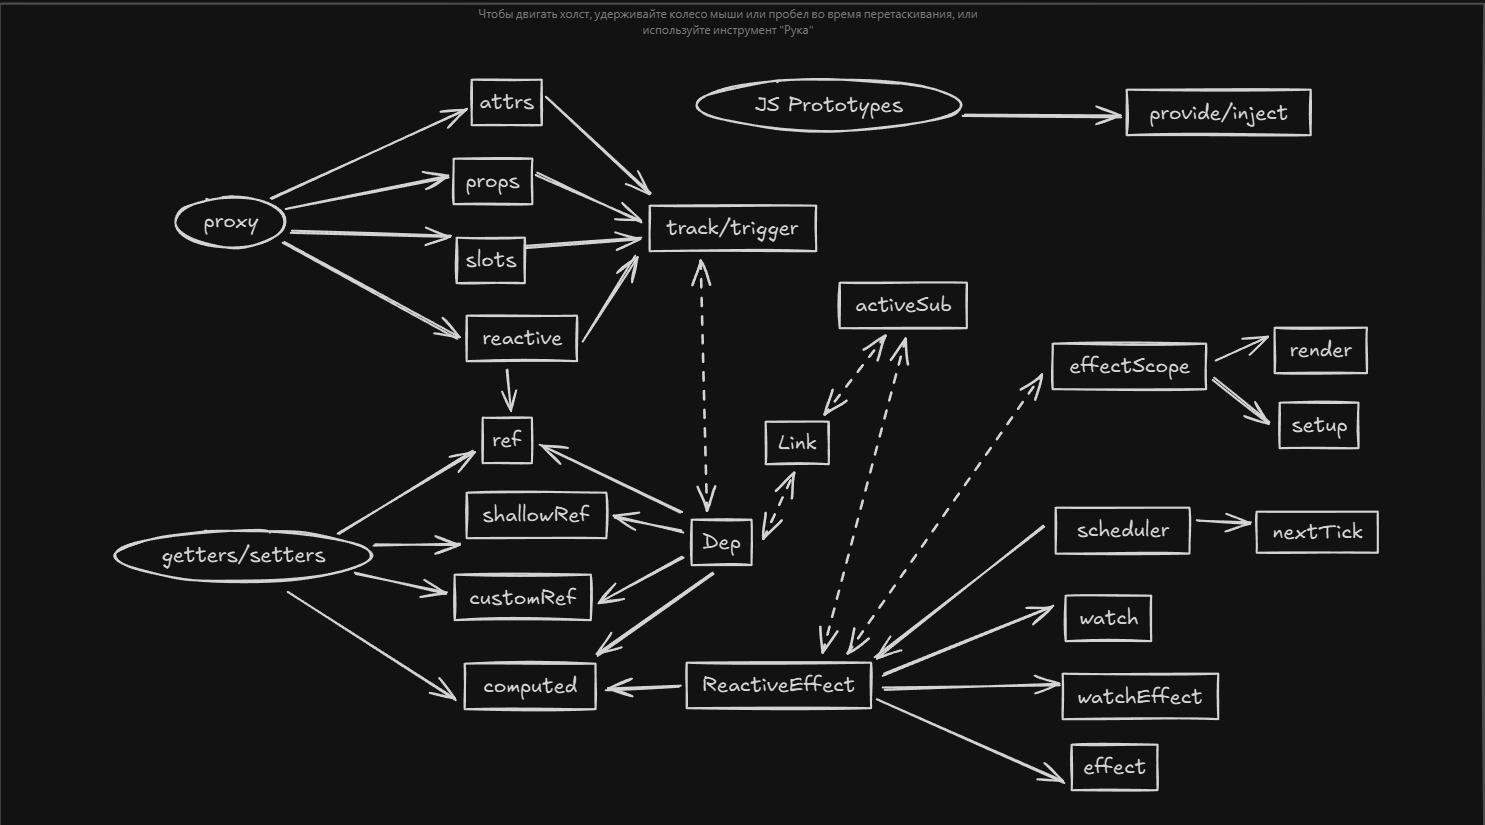 Чтобы двигать холст, удерживайте колесо мыши или пробел во время перетаскивания, или
используйте инструмент "Рука"
attrs
JS Prototypes
provide/inject
props
proxy
track/trigger
slots
activeSub
reactive
render
effectScope
setup
ref
Link
shallowRef
scheduler
nextTick
Dep
getters/setters
customRef
watch
computed
ReactiveEffect
watchEffect
effect